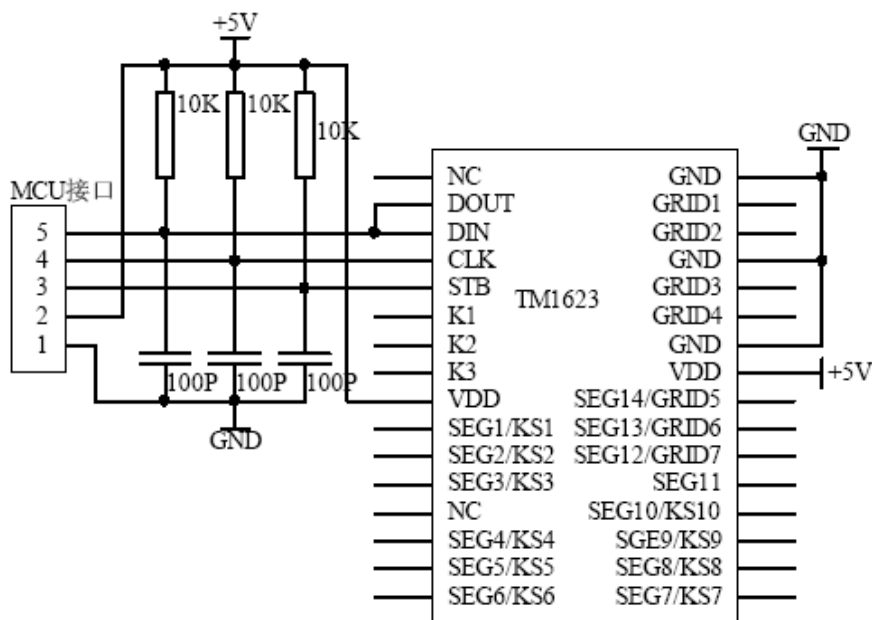 +5V
10K
10K
10K
MCU接口
5
4
3
2
1
100P
100P
100P
GND
NC
DOUT
DIN
CLK
STB
K1
K2
K3
VDD
SEG1/KS1
SEG2/KS2
SEG3/KS3
NC
SEG4/KS4
SEG5/KS5
SEG6/KS6
TM1623
GND
GRID1
GRID2
GND
GRID3
GRID4
GND
VDD
SEG14/GRID5
SEG13/GRID6
SEG12/GRID7
SEG11
SEG10/KS10
SGE9/KS9
SEG8/KS8
SEG7/KS7
GND
+5V